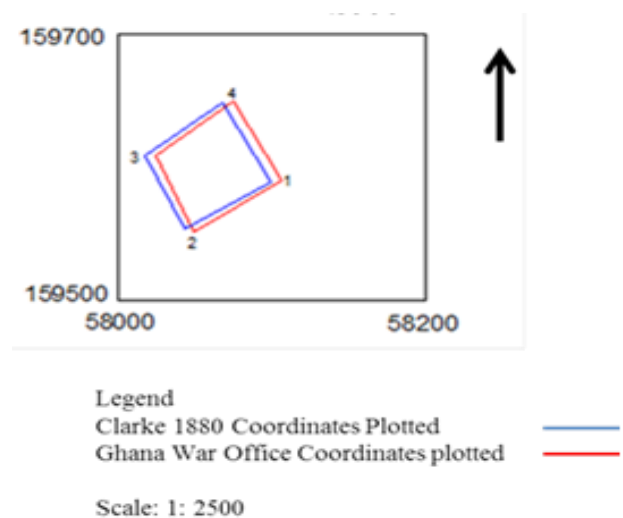 159700
4
3
1
2
159500
58000 58200
Legend
Clarke 1880 Coordinates Plotted
Ghana War Office Coordinates plotted
Scale: 1: 2500